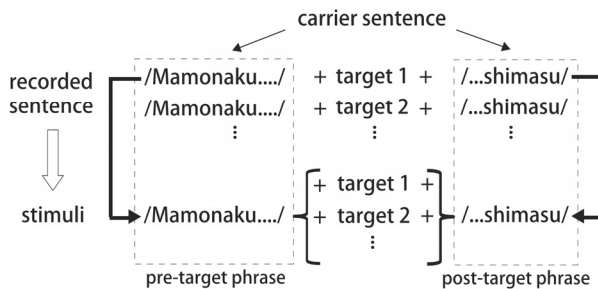 carrier sentence
recorded sentence
/Mamonaku..../ + target 1 + /...shimasu/
/Mamonaku..../ + target 2 + /...shimasu/
⋮ ⋮ ⋮
+ target 1 +
stimuli /Mamonaku..../ + target 2 + /...shimasu/
⋮
pre-target phrase post-target phrase